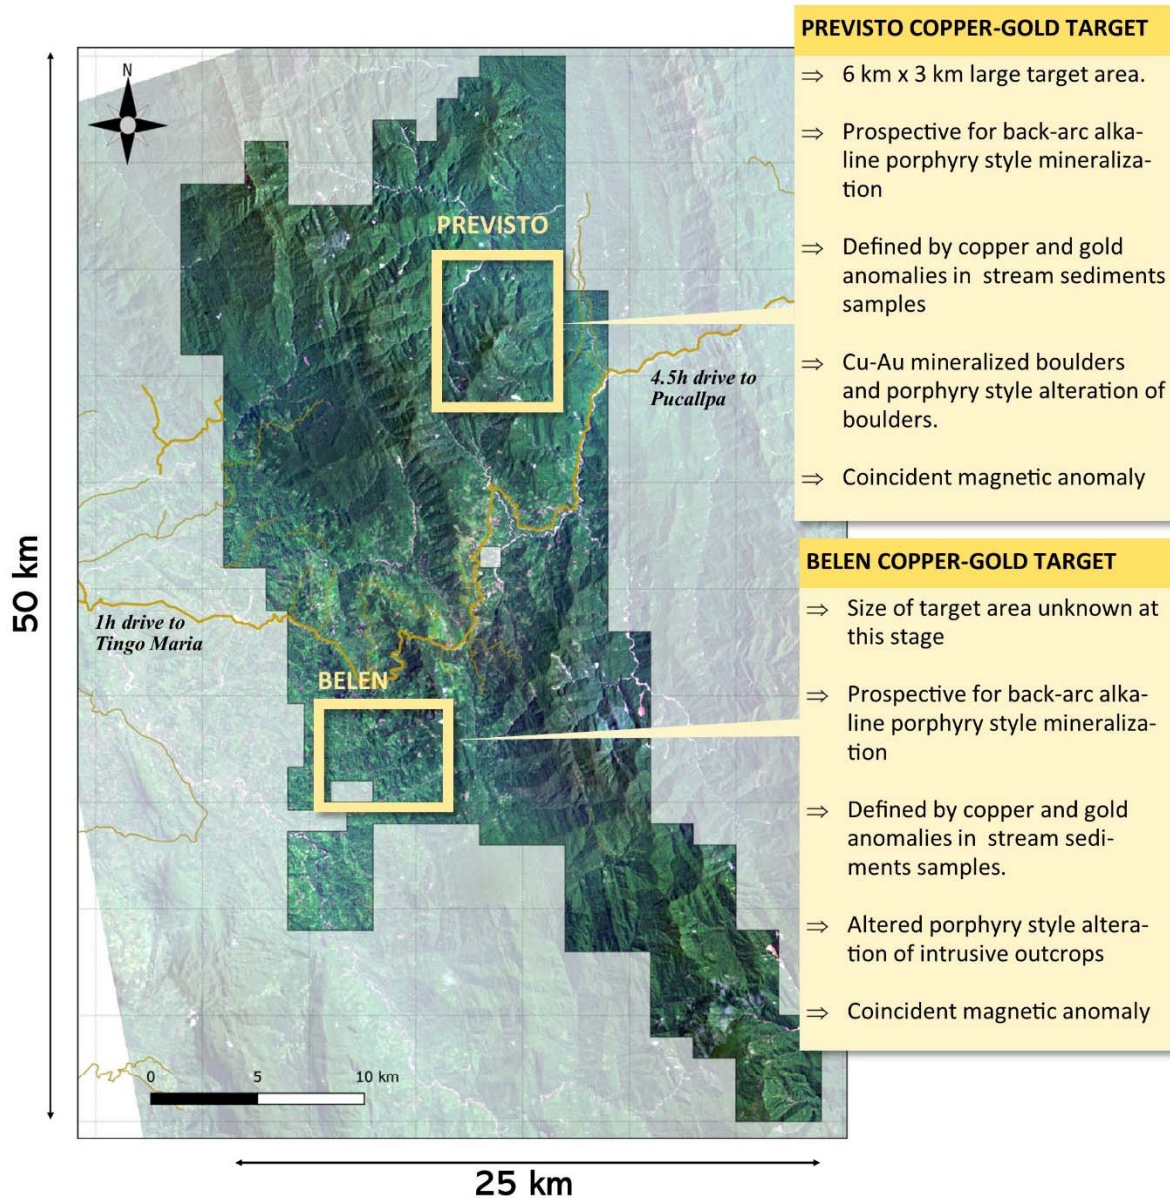 PREVISTO COPPER-GOLD TARGET
⇒ 6 km x 3 km large target area.
⇒ Prospective for back-arc alka-
line porphyry style mineraliza-
tion
⇒ Defined by copper and gold
anomalies in stream sediments
samples
⇒ Cu-Au mineralized boulders
and porphyry style alteration of
boulders.
⇒ Coincident magnetic anomaly
N
PREVISTO
4.5h drive to
Pucallpa
50 km
1h drive to
Tingo Maria
BELEN
BELEN COPPER-GOLD TARGET
⇒ Size of target area unknown at
this stage
⇒ Prospective for back-arc alka-
line porphyry style mineraliza-
tion
⇒ Defined by copper and gold
anomalies in stream sedi-
ments samples.
⇒ Altered porphyry style altera-
tion of intrusive outcrops
⇒ Coincident magnetic anomaly
0 5 10 km
25 km